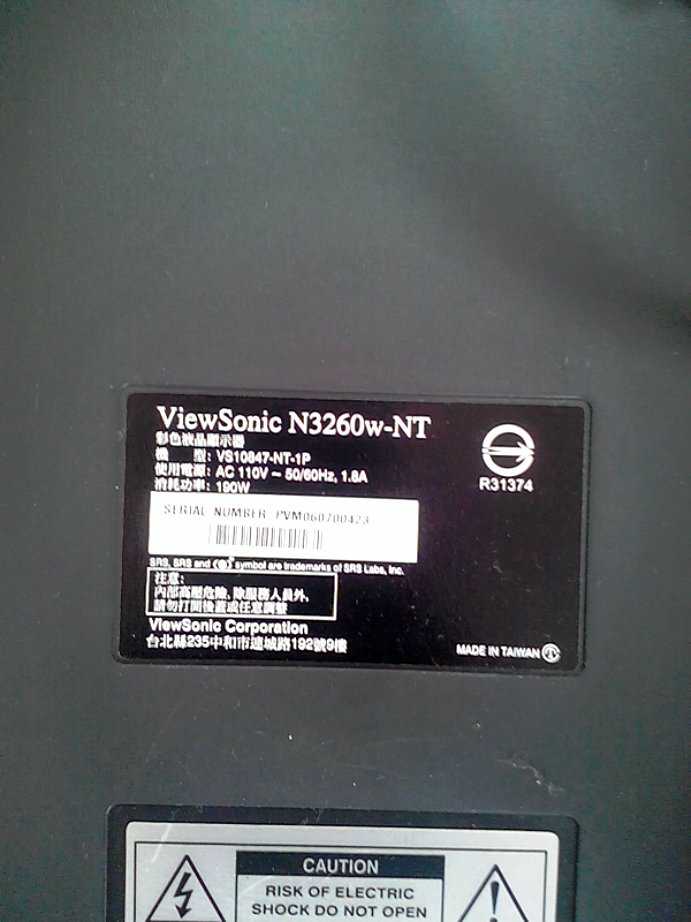 ViewSonic N3260w-NT
彩色液晶顯示器
機 型: VS10847-NT-1P
使用電源: AC 110V ~ 50/60Hz, 1.8A
消耗功率: 190W
R31374
SERIAL NUMBER PVM060700423
SRS, SRS and symbol are trademarks of SRS Labs, Inc.
注意:
內部高壓危險, 除服務人員外,
請勿打開後蓋或任意調整
ViewSonic Corporation
台北縣235中和市連城路192號9樓
MADE IN TAIWAN
CAUTION
RISK OF ELECTRIC
SHOCK DO NOT OPEN